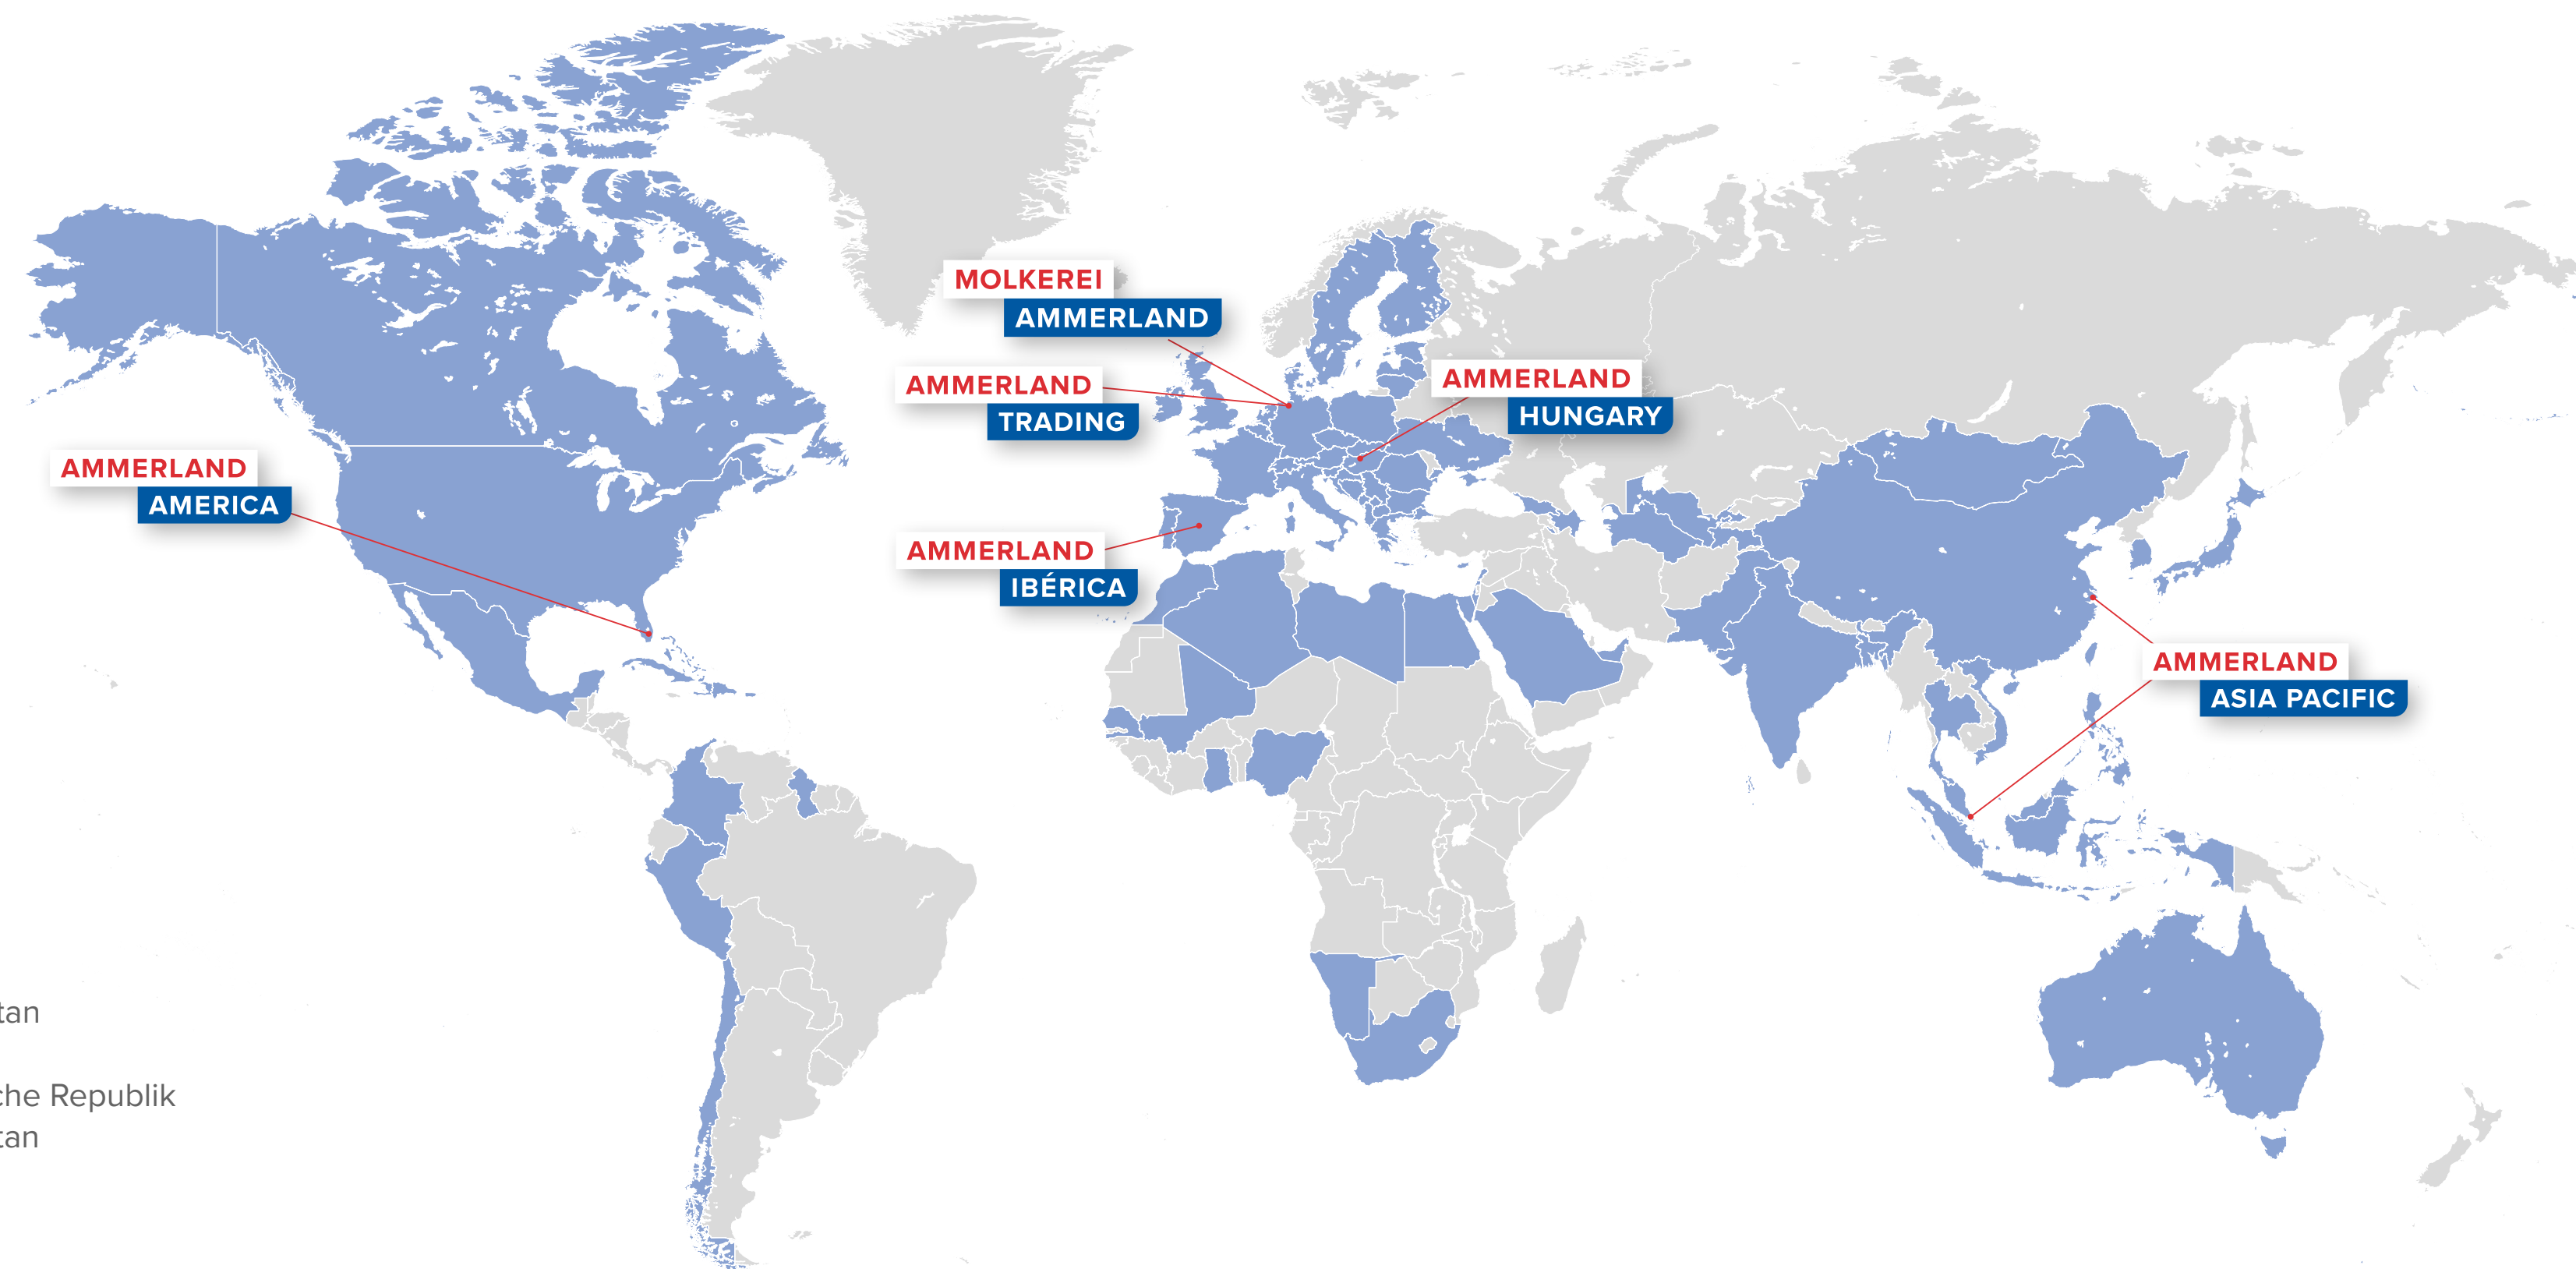 MOLKEREI
AMMERLAND
AMMERLAND
TRADING
AMMERLAND
HUNGARY
AMMERLAND
AMERICA
AMMERLAND
IBÉRICA
AMMERLAND
ASIA PACIFIC
tan
che Republik
tan